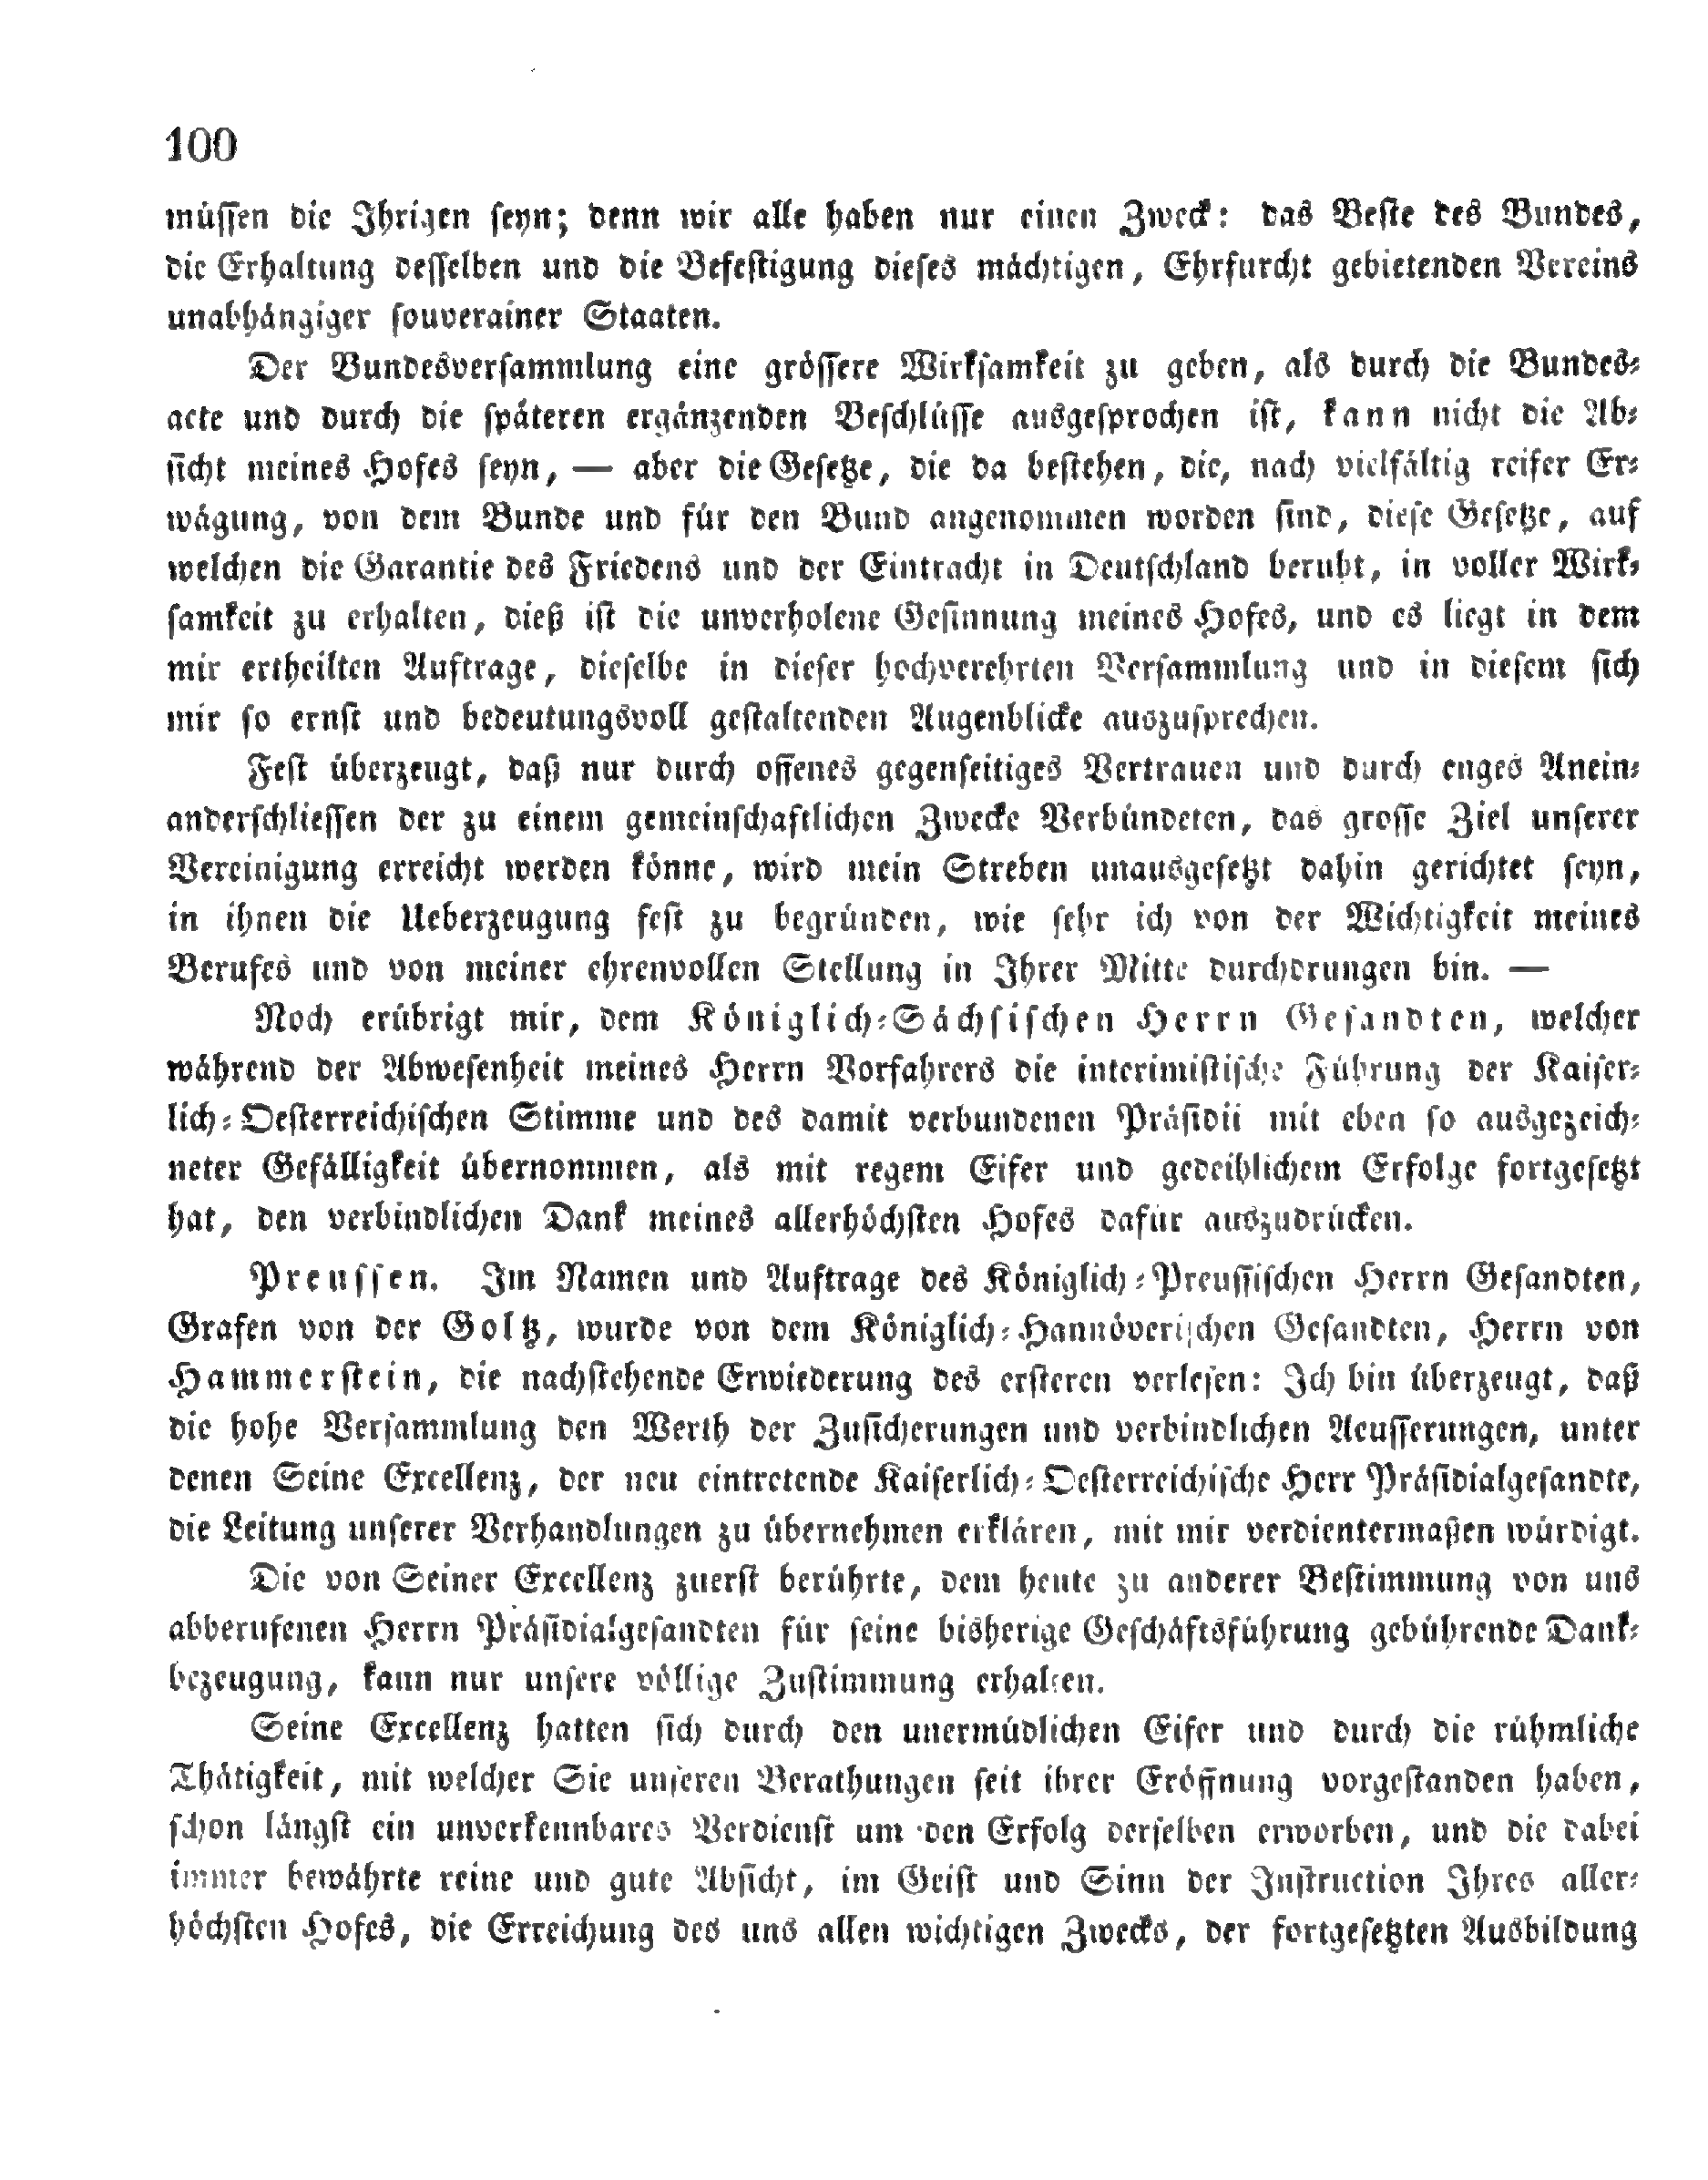 100
müssen die Ihrigen seyn; denn wir alle haben nur einen Zweck: das Beste des Bundes,
die Erhaltung desselben und die Befestigung dieses mächtigen, Ehrfurcht gebietenden Vereins
unabhängiger souverainer Staaten.
Der Bundesversammlung eine grössere Wirksamkeit zu geben, als durch die Bundes-
acte und durch die späteren ergänzenden Beschlüsse ausgesprochen ist, kann nicht die Ab-
sicht meines Hofes seyn, — aber die Gesetze, die da bestehen, die, nach vielfältig reifer Er-
wägung, von dem Bunde und für den Bund angenommen worden sind, diese Gesetze, auf
welchen die Garantie des Friedens und der Eintracht in Deutschland beruht, in voller Wirk-
samkeit zu erhalten, dieß ist die unverholene Gesinnung meines Hofes, und es liegt in dem
mir ertheilten Auftrage, dieselbe in dieser hochverehrten Versammlung und in diesem sich
mir so ernst und bedeutungsvoll gestaltenden Augenblicke auszusprechen.
Fest überzeugt, daß nur durch offenes gegenseitiges Vertrauen und durch enges Anein-
anderschliessen der zu einem gemeinschaftlichen Zwecke Verbündeten, das grosse Ziel unserer
Vereinigung erreicht werden könne, wird mein Streben unausgesetzt dahin gerichtet seyn,
in ihnen die Ueberzeugung fest zu begründen, wie sehr ich von der Wichtigkeit meines
Berufes und von meiner ehrenvollen Stellung in Ihrer Mitte durchdrungen bin. —
Noch erübrigt mir, dem Königlich-Sächsischen Herrn Gesandten, welcher
während der Abwesenheit meines Herrn Vorfahrers die interimistische Führung der Kaiser-
lich-Oesterreichischen Stimme und des damit verbundenen Präsidii mit eben so ausgezeich-
neter Gefälligkeit übernommen, als mit regem Eifer und gedeiblichem Erfolge fortgesetzt
hat, den verbindlichen Dank meines allerhöchsten Hofes dafür auszudrücken.
Preussen. Im Namen und Auftrage des Königlich-Preussischen Herrn Gesandten,
Grafen von der Goltz, wurde von dem Königlich-Hannöverischen Gesandten, Herrn von
Hammerstein, die nachstehende Erwiederung des ersteren verlesen: Ich bin überzeugt, daß
die hohe Versammlung den Werth der Zusicherungen und verbindlichen Aeusserungen, unter
denen Seine Excellenz, der neu eintretende Kaiserlich-Oesterreichische Herr Präsidialgesandte,
die Leitung unserer Verhandlungen zu übernehmen erklären, mit mir verdientermaßen würdigt.
Die von Seiner Excellenz zuerst berührte, dem heute zu anderer Bestimmung von uns
abberufenen Herrn Präsidialgesandten für seine bisherige Geschäftsführung gebührende Dank-
bezeugung, kann nur unsere völlige Zustimmung erhalten.
Seine Excellenz hatten sich durch den unermüdlichen Eifer und durch die rühmliche
Thätigkeit, mit welcher Sie unseren Berathungen seit ihrer Eröffnung vorgestanden haben,
schon längst ein unverkennbares Verdienst um den Erfolg derselben erworben, und die dabei
immer bewährte reine und gute Absicht, im Geist und Sinn der Instruction Ihres aller-
höchsten Hofes, die Erreichung des uns allen wichtigen Zwecks, der fortgesetzten Ausbildung